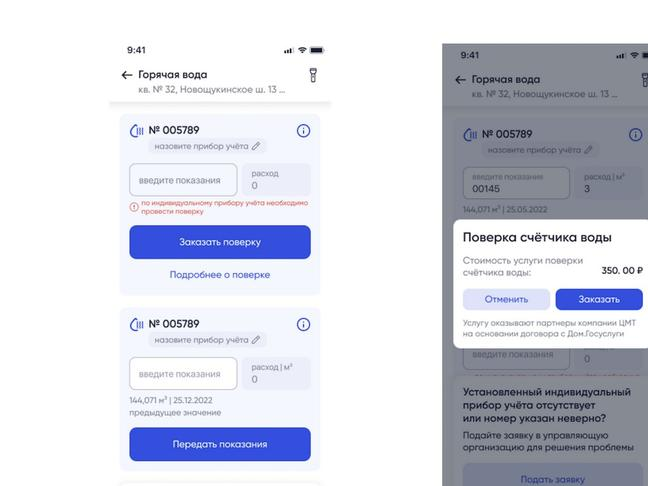 9:41
Горячая вода
кв. № 32, Новощукинское ш. 13 ...
№ 005789
назовите прибор учёта
введите показания
расход
0
по индивидуальному прибору учёта необходимо
провести поверку
Заказать поверку
Подробнее о поверке
№ 005789
назовите прибор учёта
введите показания
расход | м³
0
144,071 м³ | 25.12.2022
предыдущее значение
Передать показания
9:41
Горячая вода
кв. № 32, Новощукинское ш. 13 ...
№ 005789
назовите прибор учёта
введите показания
00145
расход | м³
3
144,071 м³ | 25.05.2022
Поверка счётчика воды
Стоимость услуги поверки
счётчика воды:
350. 00 ₽
Отменить
Заказать
Услугу оказывают партнеры компании ЦМТ
на основании договора с Дом.Госуслуги
введите показания
0
Установленный индивидуальный
прибор учёта отсутствует
или номер указан неверно?
Подайте заявку в управляющую
организацию для решения проблемы
Подать заявку